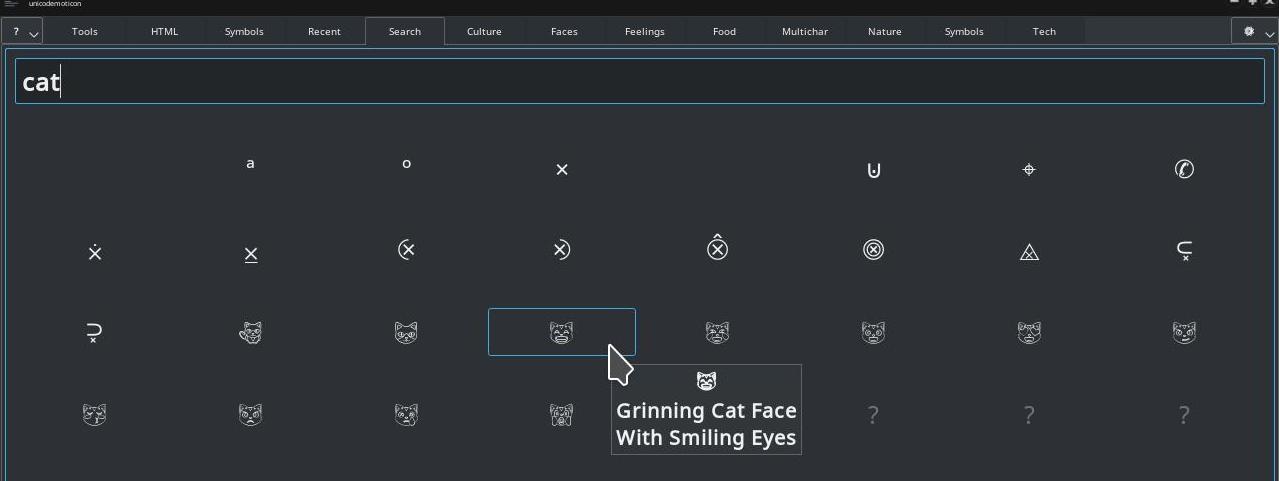 unicodemoticon
? Tools HTML Symbols Recent Search Culture Faces Feelings Food Multichar Nature Symbols Tech
cat
ª º × ⊍ ⌖ ✆
⨰ ⨱ ⨴ ⨵ ⨶ ⨷ ⨻ ⫁
⫂ 🐱 😸 😹 😺 😻 😼
😽 😾 😿 🙀 ? ? ?
😸
Grinning Cat Face
With Smiling Eyes